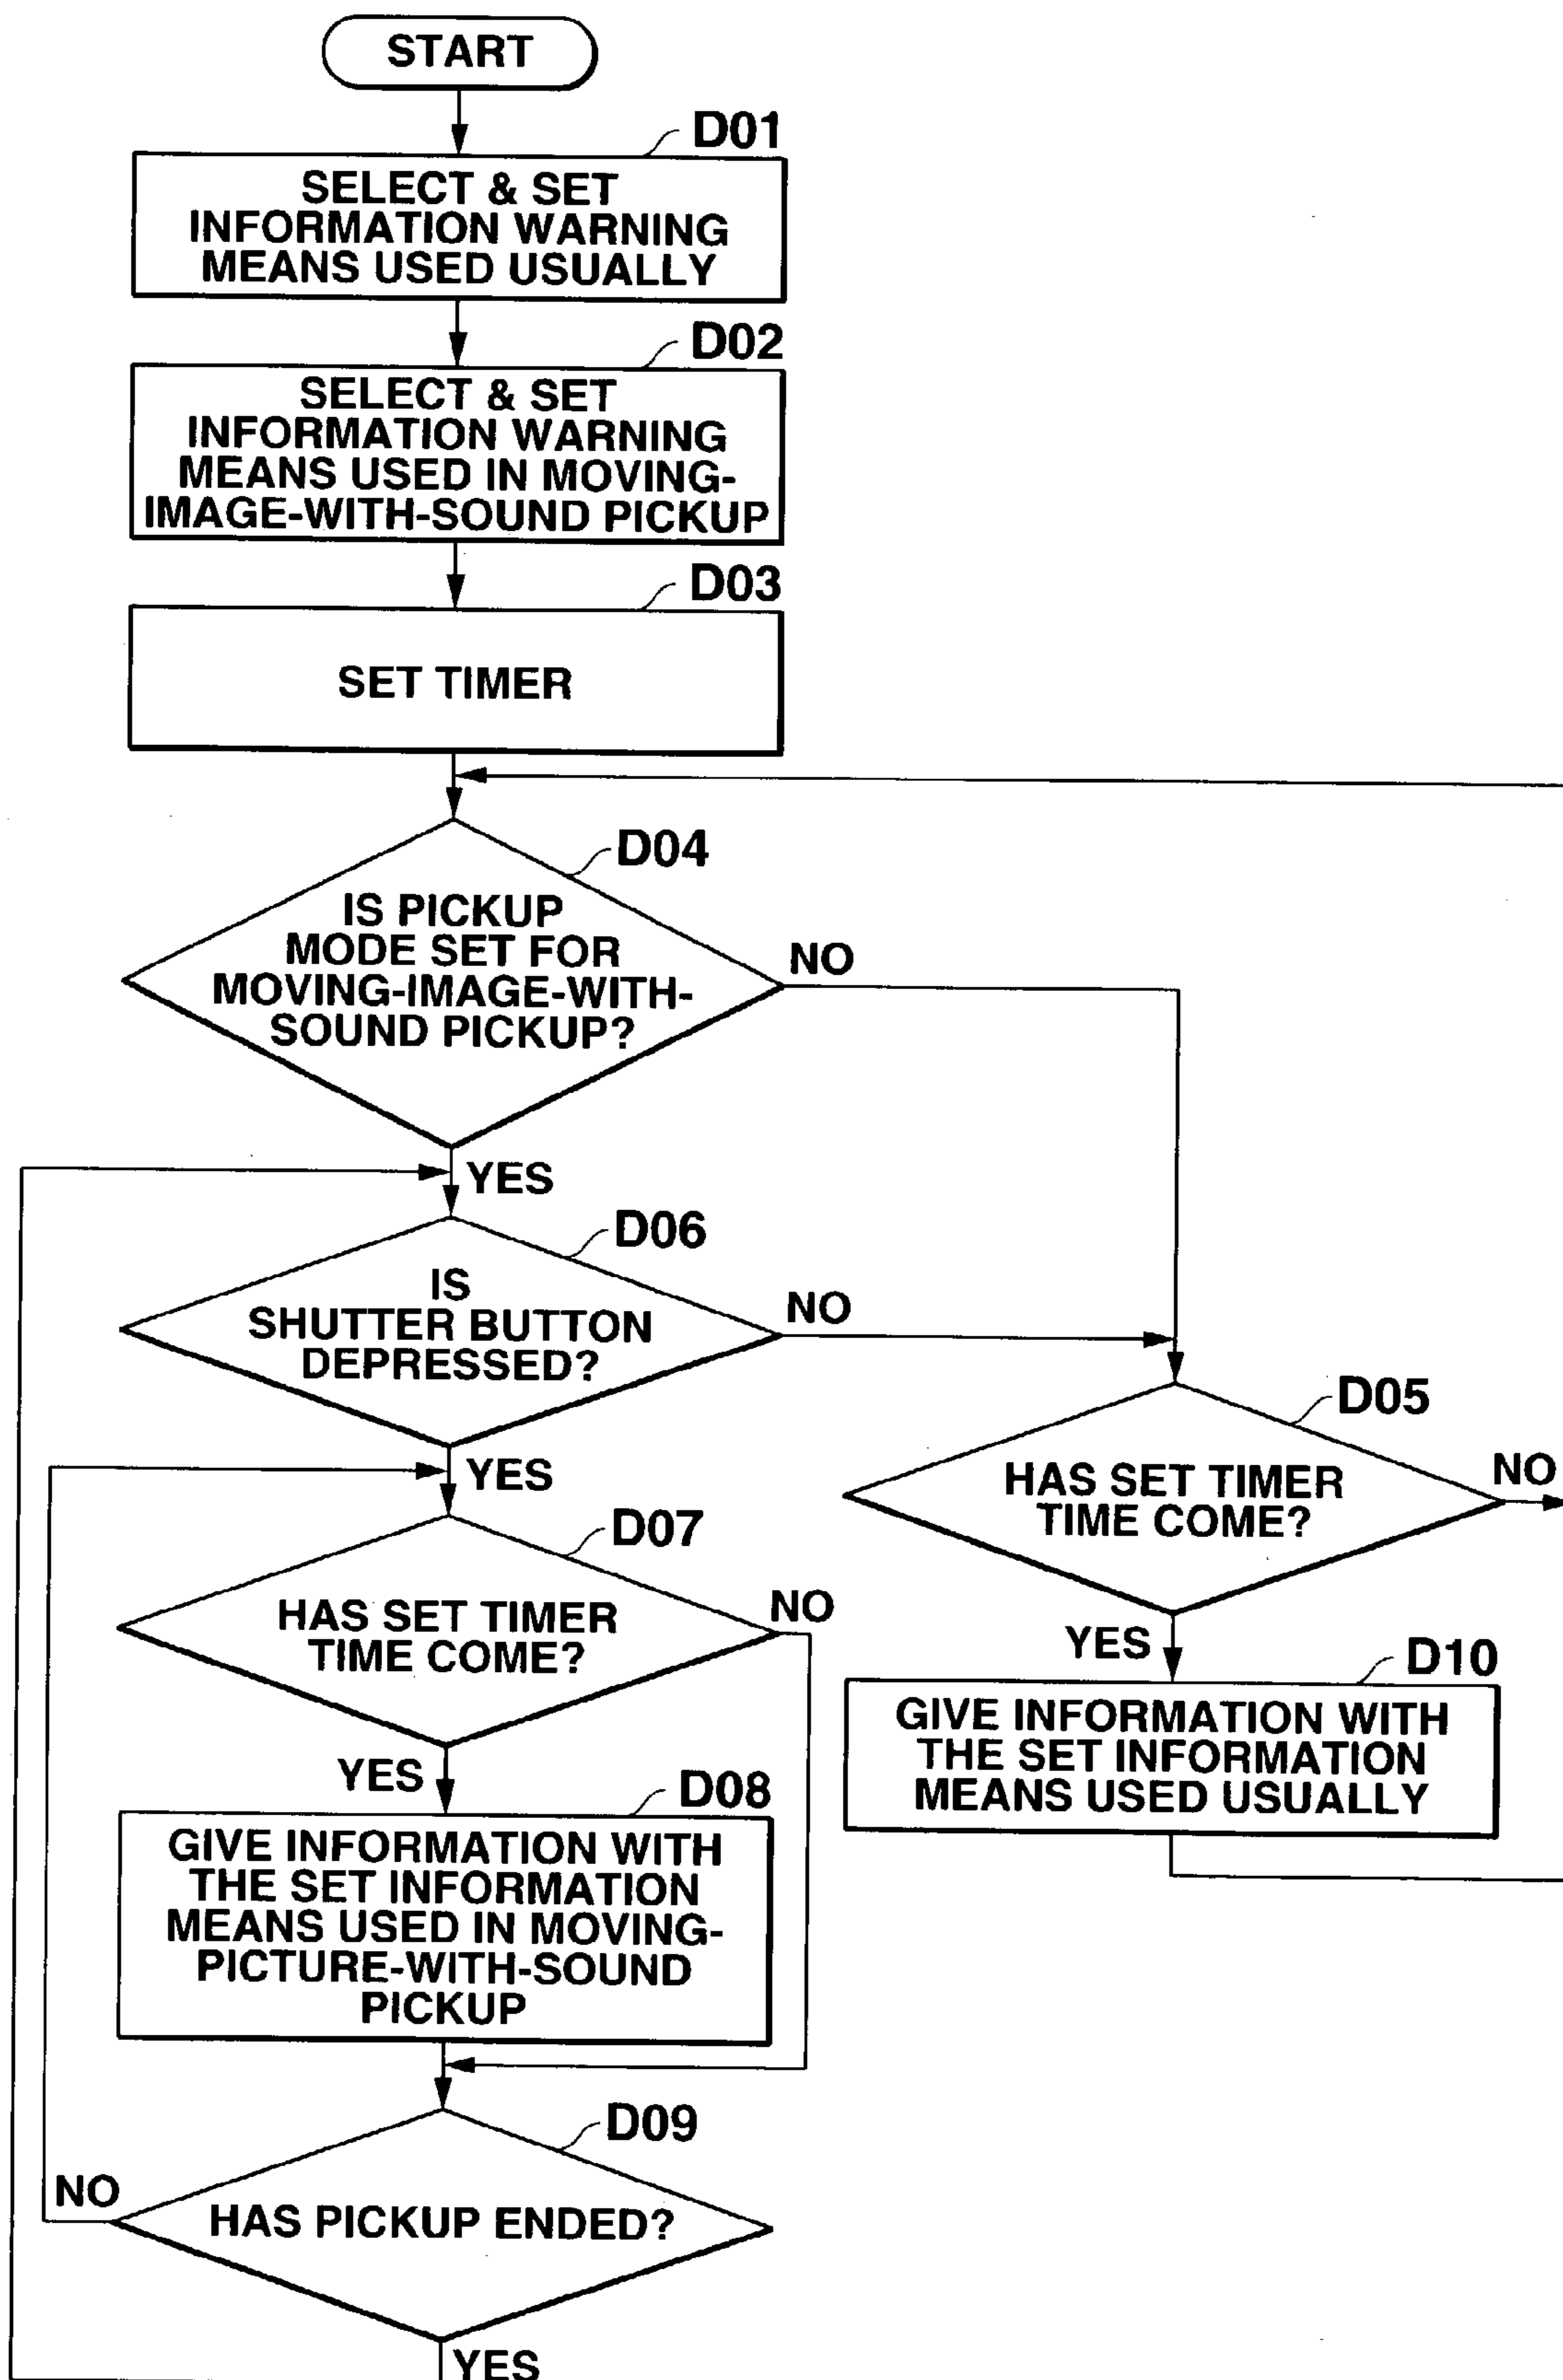 START
D01
SELECT & SET
INFORMATION WARNING
MEANS USED USUALLY
D02
SELECT & SET
INFORMATION WARNING
MEANS USED IN MOVING-
IMAGE-WITH-SOUND PICKUP
D03
SET TIMER
D04
IS PICKUP
MODE SET FOR
MOVING-IMAGE-WITH-
SOUND PICKUP?
NO
YES
D06
IS
SHUTTER BUTTON
DEPRESSED?
NO
YES
D05
HAS SET TIMER
TIME COME?
NO
YES
D07
HAS SET TIMER
TIME COME?
NO
YES
D10
GIVE INFORMATION WITH
THE SET INFORMATION
MEANS USED USUALLY
D08
GIVE INFORMATION WITH
THE SET INFORMATION
MEANS USED IN MOVING-
PICTURE-WITH-SOUND
PICKUP
D09
HAS PICKUP ENDED?
NO
YES